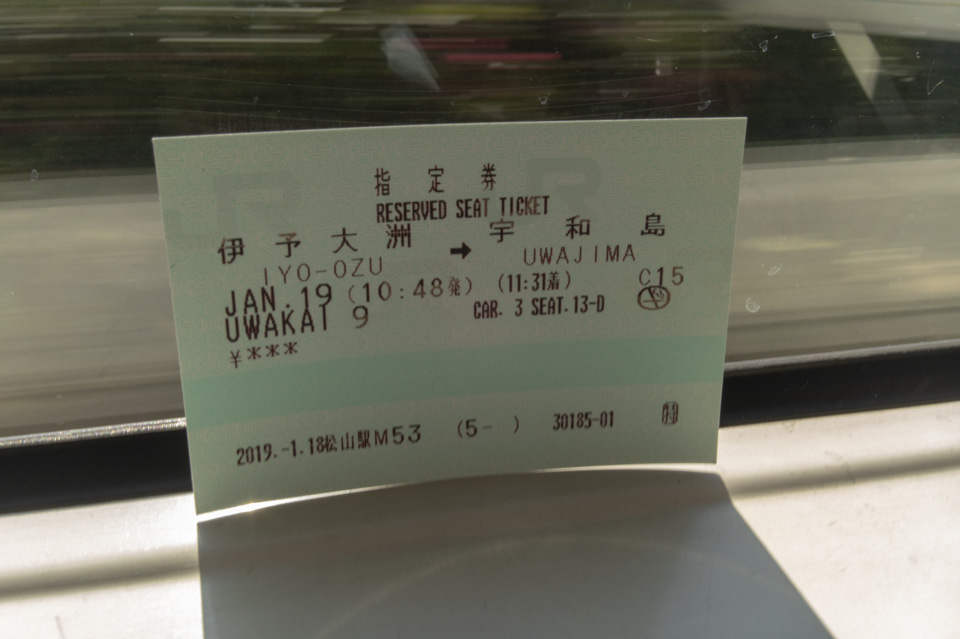 指定券
RESERVED SEAT TICKET
伊予大洲 ➡ 宇和島
IYO-OZU UWAJIMA
JAN.19 (10:48発) (11:31着) C15
UWAKAI 9 CAR. 3 SEAT.13-D
¥***
2019.-1.18松山駅M53 (5- ) 30185-01